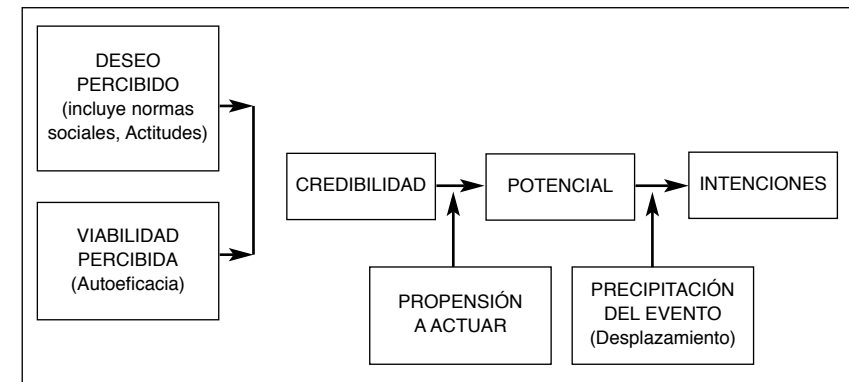 DESEO
PERCIBIDO
(incluye normas
sociales, Actitudes)
VIABILIDAD
PERCIBIDA
(Autoeficacia)
CREDIBILIDAD
POTENCIAL
INTENCIONES
PROPENSIÓN
A ACTUAR
PRECIPITACIÓN
DEL EVENTO
(Desplazamiento)